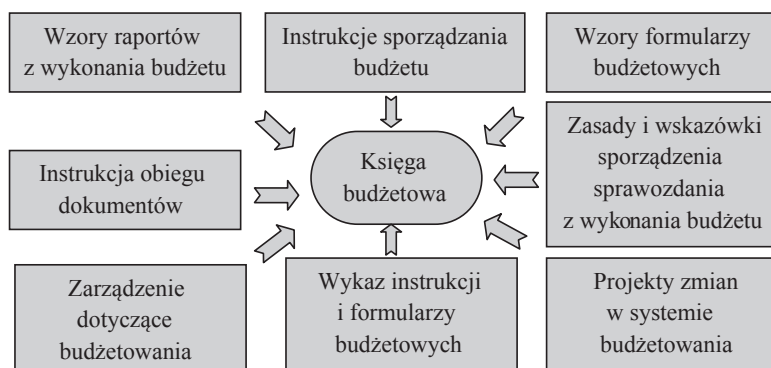 Wzory raportów
z wykonania budżetu
Instrukcje sporządzania
budżetu
Wzory formularzy
budżetowych
Instrukcja obiegu
dokumentów
Księga
budżetowa
Zasady i wskazówki
sporządzenia
sprawozdania
z wykonania budżetu
Zarządzenie
dotyczące
budżetowania
Wykaz instrukcji
i formularzy
budżetowych
Projekty zmian
w systemie
budżetowania